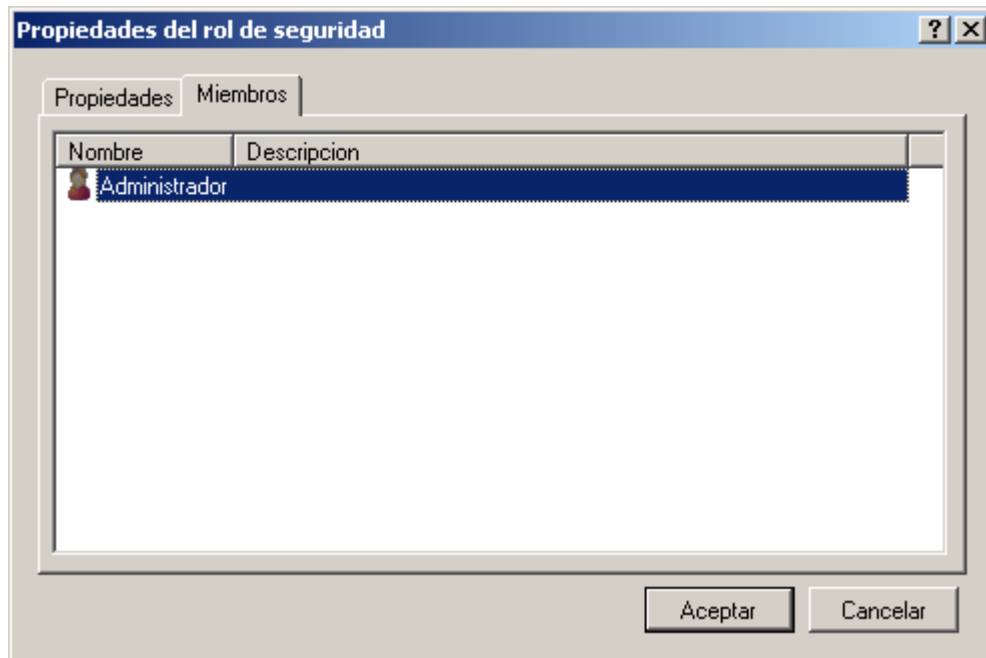 Propiedades del rol de seguridad
Propiedades Miembros
Nombre Descripcion
Administrador
Aceptar Cancelar